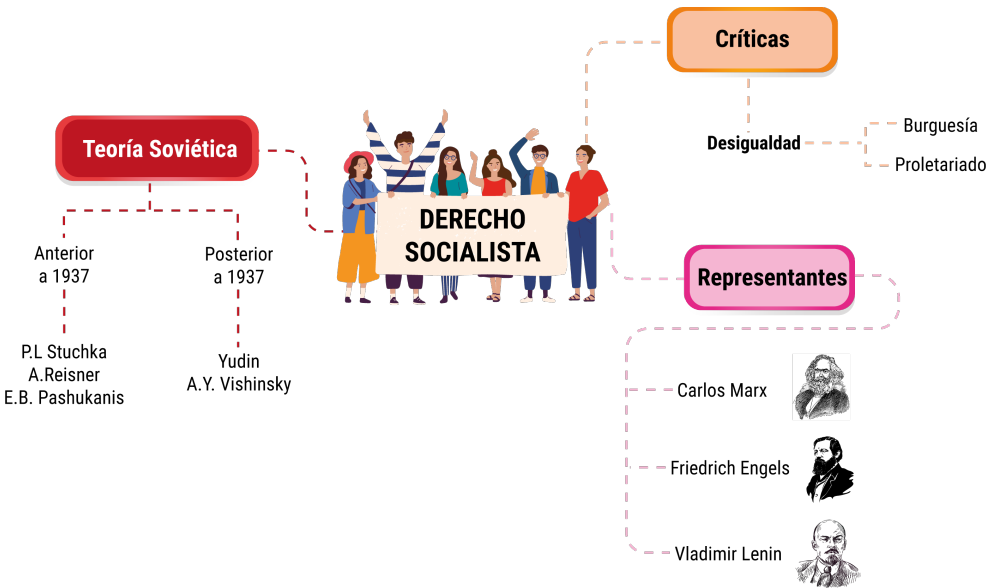 Críticas
Desigualdad
Burguesía
Proletariado
Teoría Soviética
DERECHO
SOCIALISTA
Anterior
a 1937
Posterior
a 1937
P.L Stuchka
A.Reisner
E.B. Pashukanis
Yudin
A.Y. Vishinsky
Representantes
Carlos Marx
Friedrich Engels
Vladimir Lenin